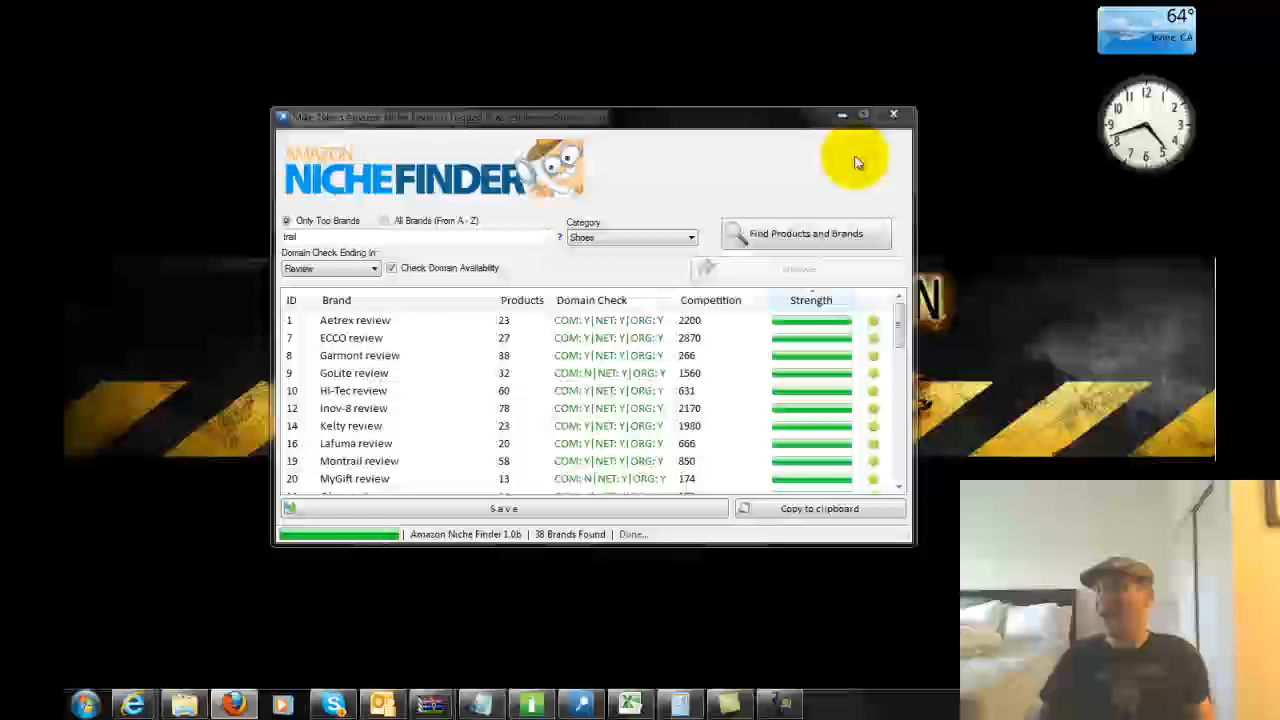 64°
Irvine, CA
AMAZON
NICHEFINDER
Only Top Brands
All Brands (From A - Z)
Category
trail
?
Shoes
Find Products and Brands
Domain Check Ending In
Review
Check Domain Availability
ID Brand Products Domain Check Competition Strength
1 Aetrex review 23 COM: Y|NET: Y|ORG: Y 2200
7 ECCO review 27 COM: Y|NET: Y|ORG: Y 2870
8 Garmont review 38 COM: Y|NET: Y|ORG: Y 266
9 GoLite review 32 COM: N|NET: Y|ORG: Y 1560
10 Hi-Tec review 60 COM: Y|NET: Y|ORG: Y 631
12 Inov-8 review 78 COM: Y|NET: Y|ORG: Y 2170
14 Kelty review 23 COM: Y|NET: Y|ORG: Y 1980
16 Lafuma review 20 COM: Y|NET: Y|ORG: Y 666
19 Montrail review 58 COM: Y|NET: Y|ORG: Y 850
20 MyGift review 13 COM: N|NET: Y|ORG: Y 174
Save
Copy to clipboard
Amazon Niche Finder 1.0b | 38 Brands Found | Done...